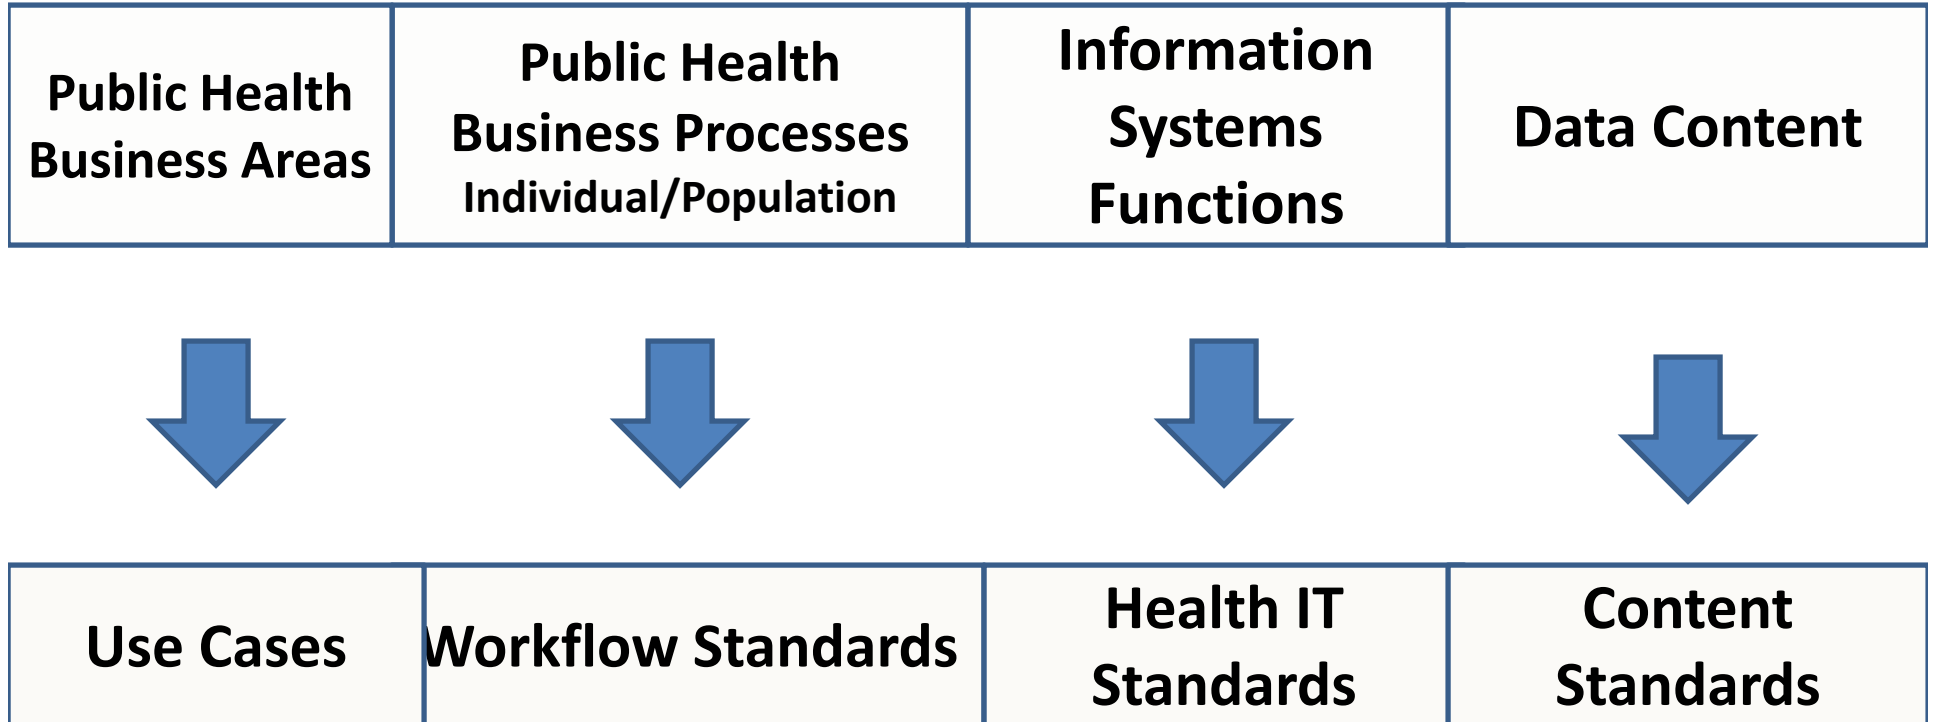 Public Health
Business Areas
Public Health
Business Processes
Individual/Population
Information
Systems
Functions
Data Content
Use Cases
Workflow Standards
Health IT
Standards
Content
Standards